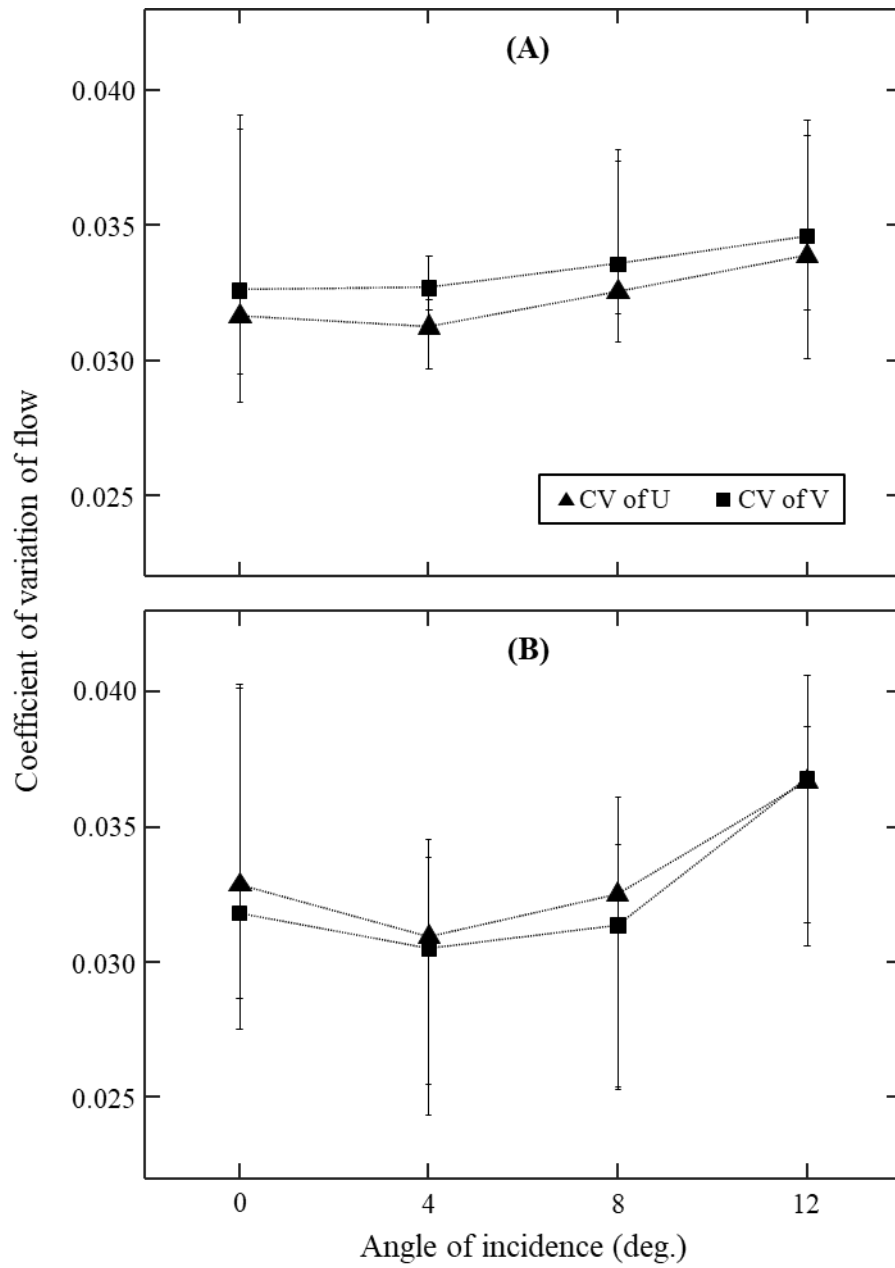 (A)
0.040
0.035
0.030
0.025
CV of U CV of V
Coefficient of variation of flow
(B)
0.040
0.035
0.030
0.025
0 4 8 12
Angle of incidence (deg.)